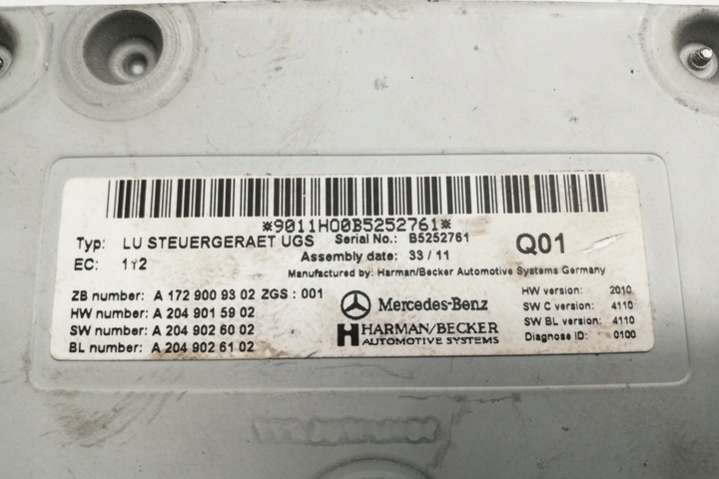 *9011HO0B5252761*
Typ: LU STEUERGERAET UGS Serial No.: B5252761 Q01
EC: 1Y2 Assembly date: 33 / 11
Manufactured by: Harman/Becker Automotive Systems Germany
ZB number: A 172 900 93 02 ZGS : 001
HW number: A 204 901 59 02
SW number: A 204 902 60 02
BL number: A 204 902 61 02
Mercedes-Benz
HARMAN/BECKER
AUTOMOTIVE SYSTEMS
HW version: 2010
SW C version: 4110
SW BL version: 4110
Diagnose ID: 0100